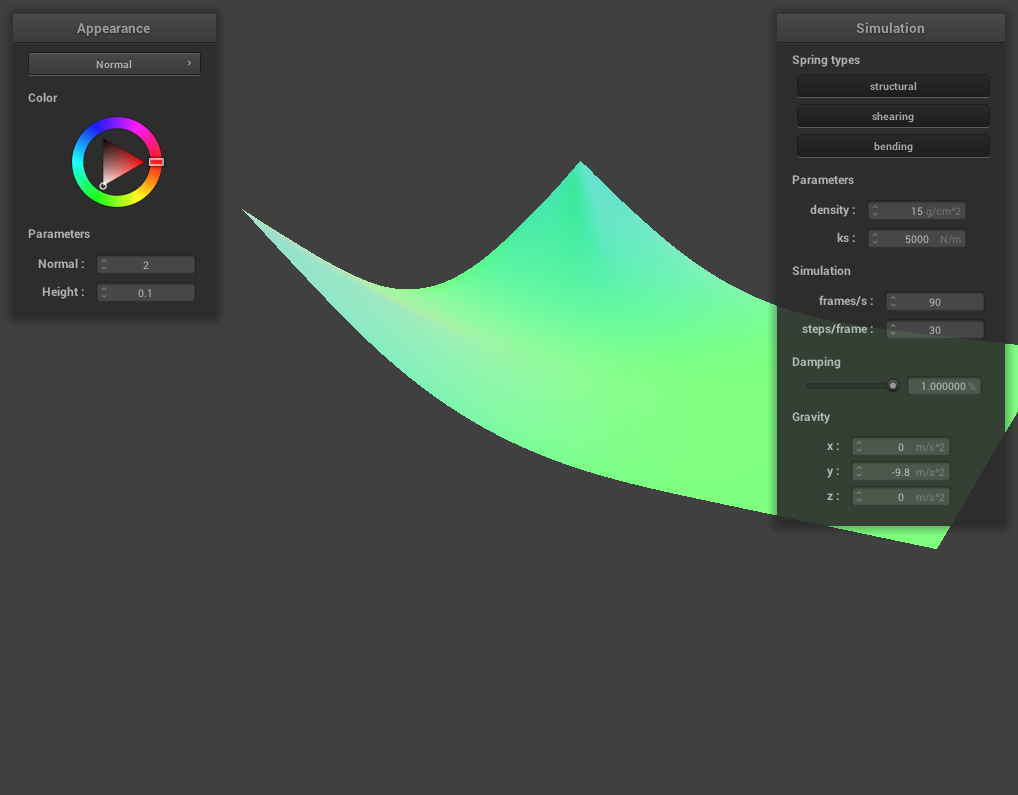 Appearance
Normal ›
Color
Parameters
Normal : 2
Height : 0.1
Simulation
Spring types
structural
shearing
bending
Parameters
density : 15 g/cm^2
ks : 5000 N/m
Simulation
frames/s : 90
steps/frame : 30
Damping
1.000000 %
Gravity
x : 0 m/s^2
y : -9.8 m/s^2
z : 0 m/s^2